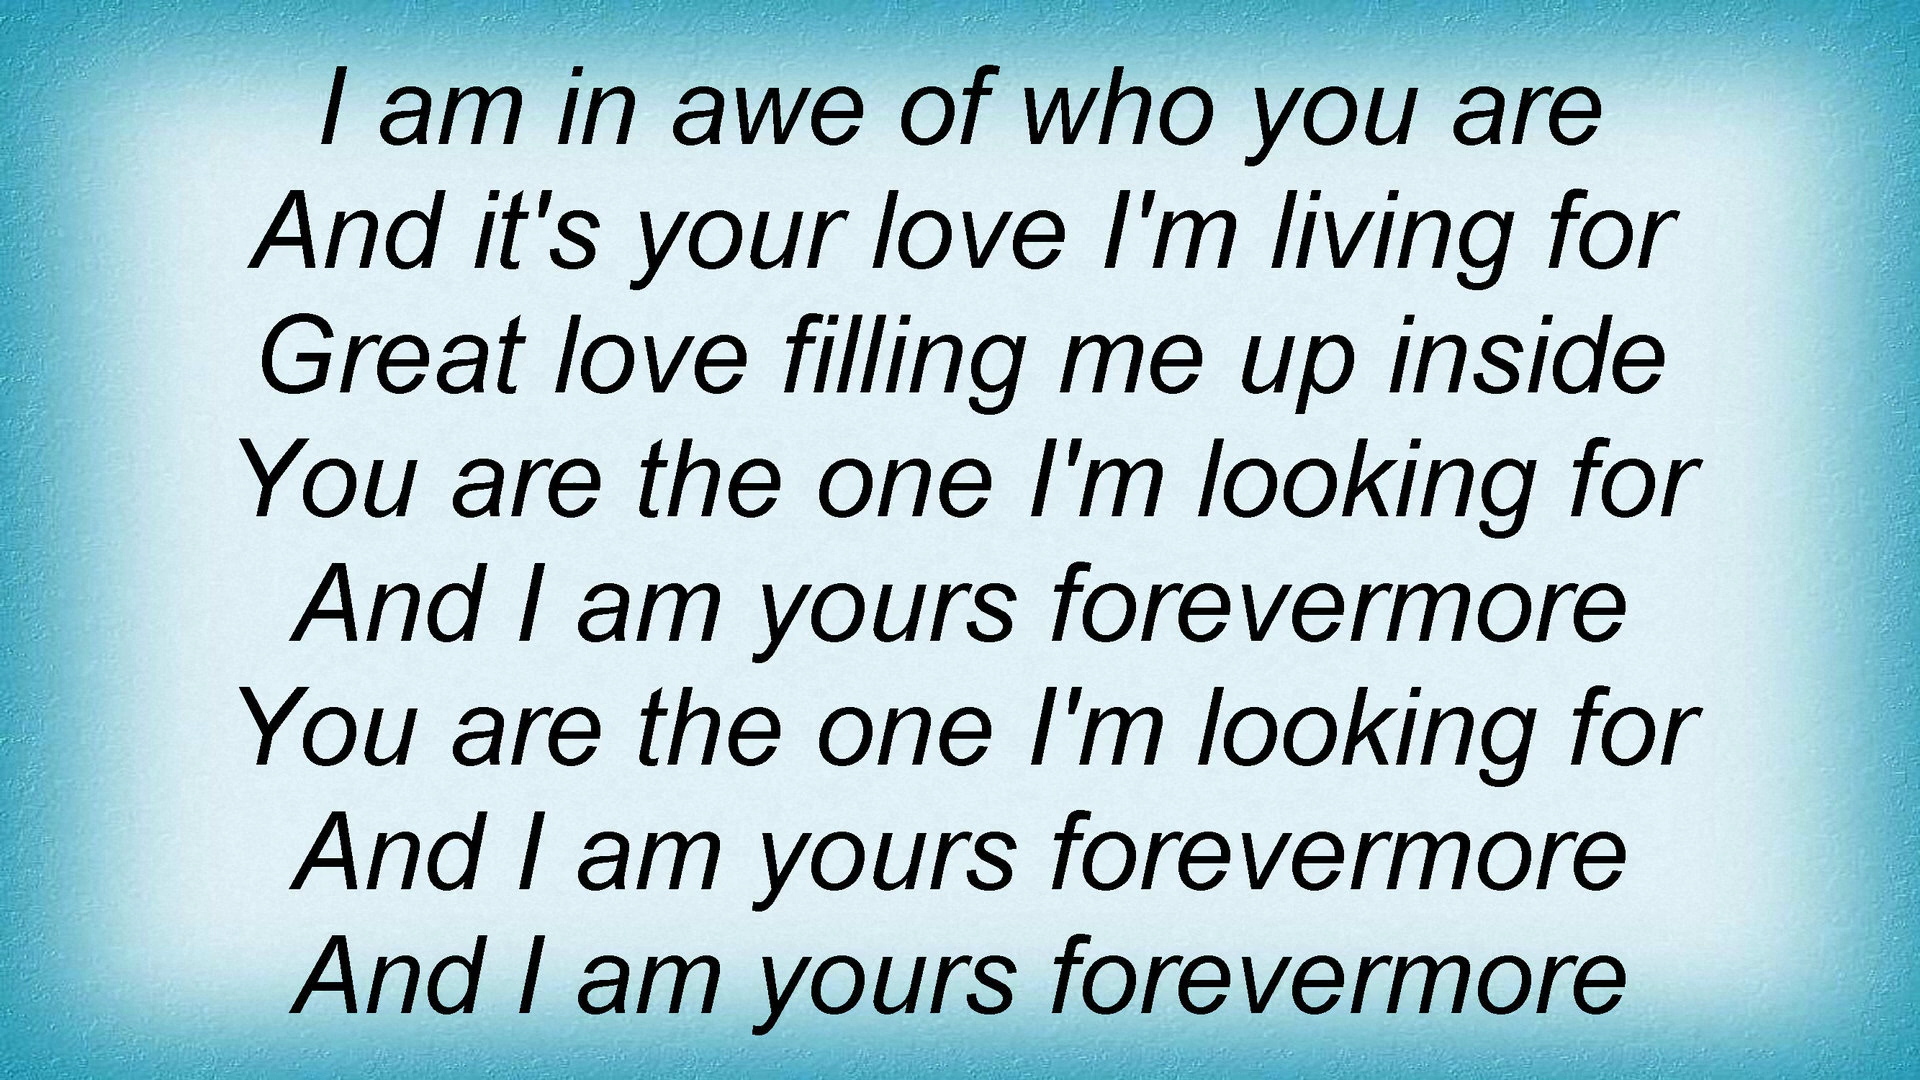 I am in awe of who you are
And it's your love I'm living for
Great love filling me up inside
You are the one I'm looking for
And I am yours forevermore
You are the one I'm looking for
And I am yours forevermore
And I am yours forevermore